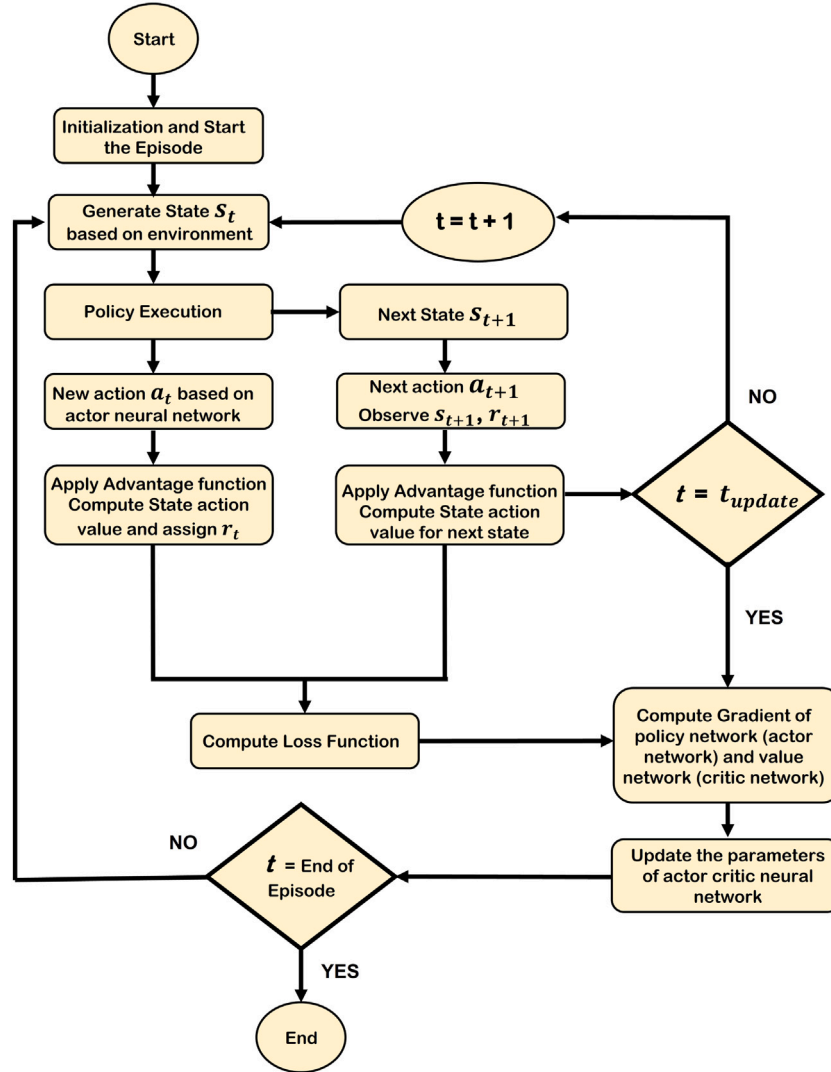 Start
Initialization and Start
the Episode
Generate State s_t
based on environment
t = t + 1
Policy Execution
Next State s_{t+1}
New action a_t based on
actor neural network
Next action a_{t+1}
Observe s_{t+1}, r_{t+1}
NO
Apply Advantage function
Compute State action
value and assign r_t
Apply Advantage function
Compute State action
value for next state
t = t_{update}
YES
Compute Loss Function
Compute Gradient of
policy network (actor
network) and value
network (critic network)
NO
t = End of
Episode
Update the parameters
of actor critic neural
network
YES
End